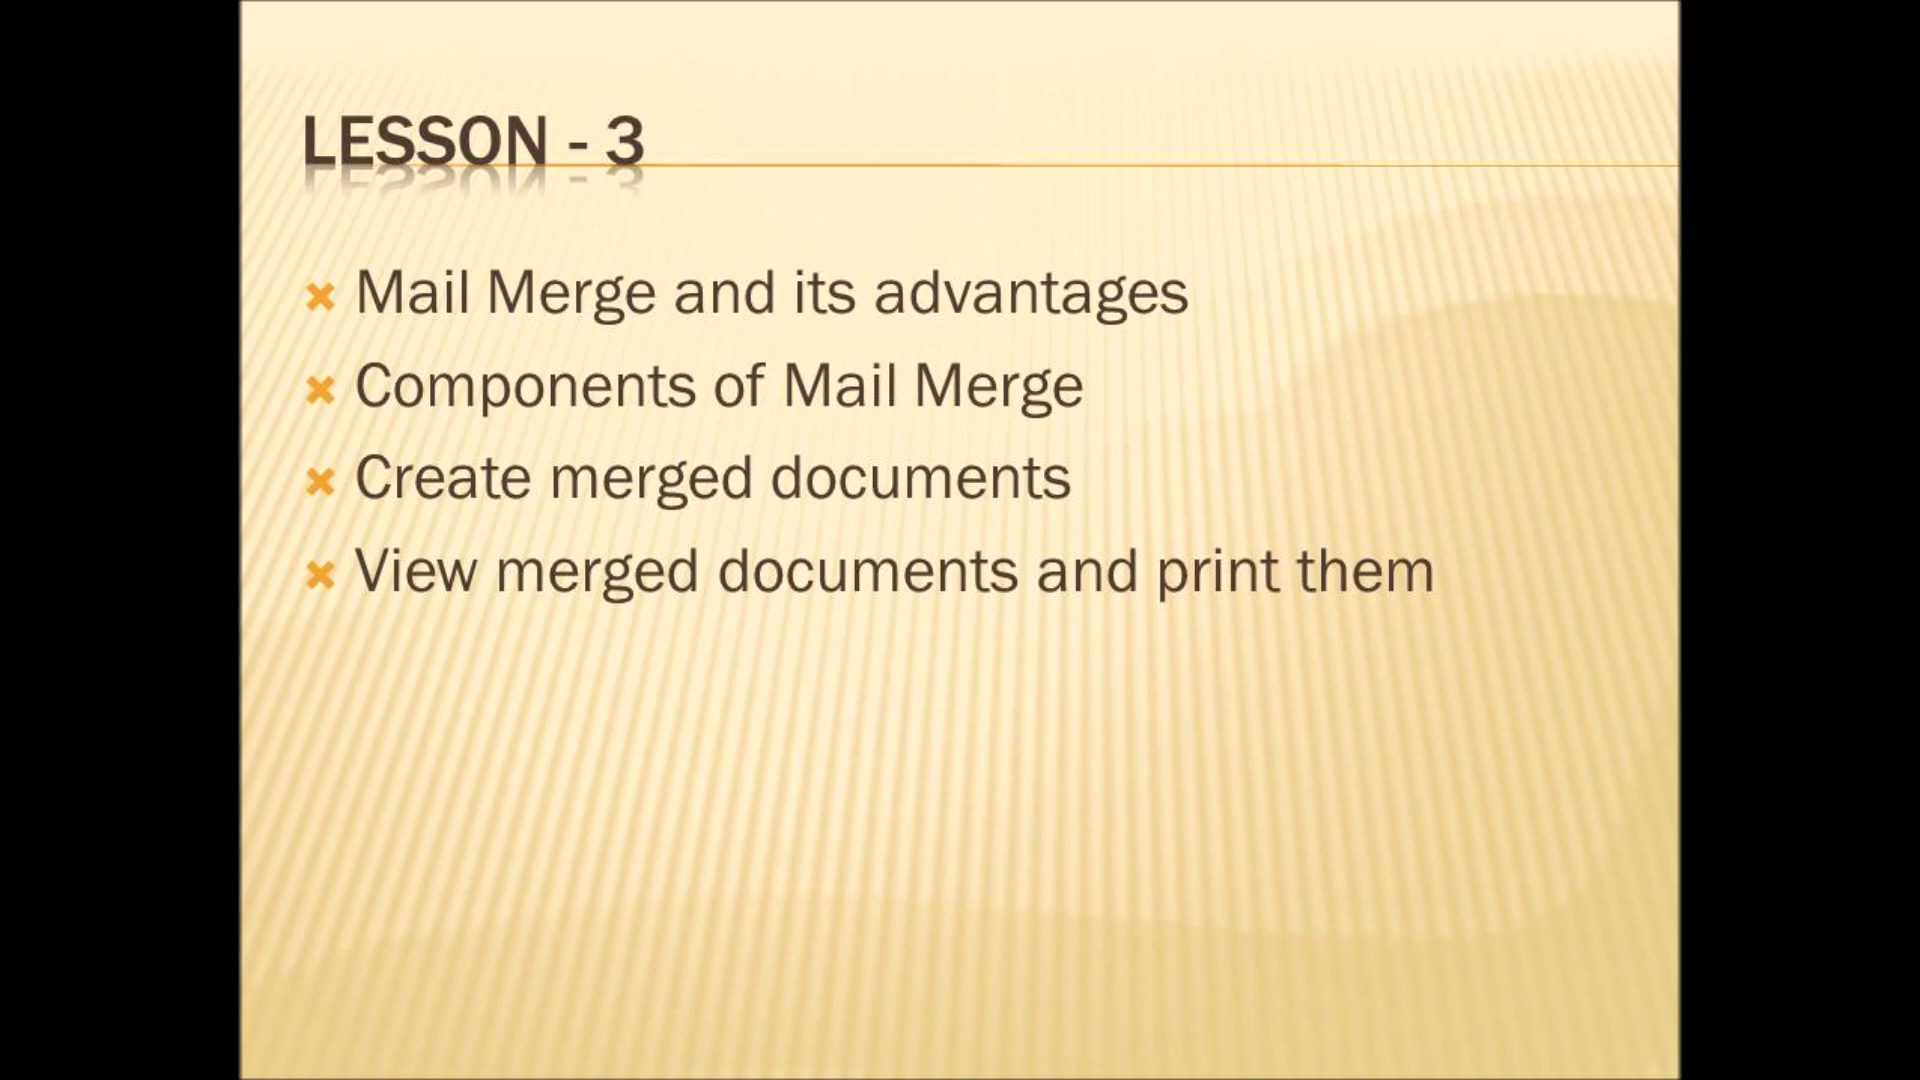 LESSON - 3
Mail Merge and its advantages
Components of Mail Merge
Create merged documents
View merged documents and print them